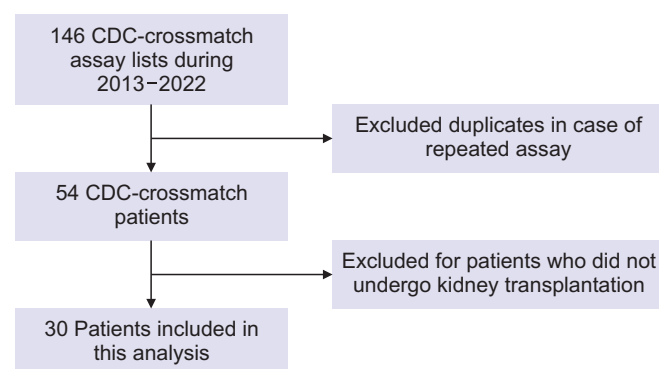 146 CDC-crossmatch
assay lists during
2013−2022
Excluded duplicates in case of
repeated assay
54 CDC-crossmatch
patients
Excluded for patients who did not
undergo kidney transplantation
30 Patients included in
this analysis